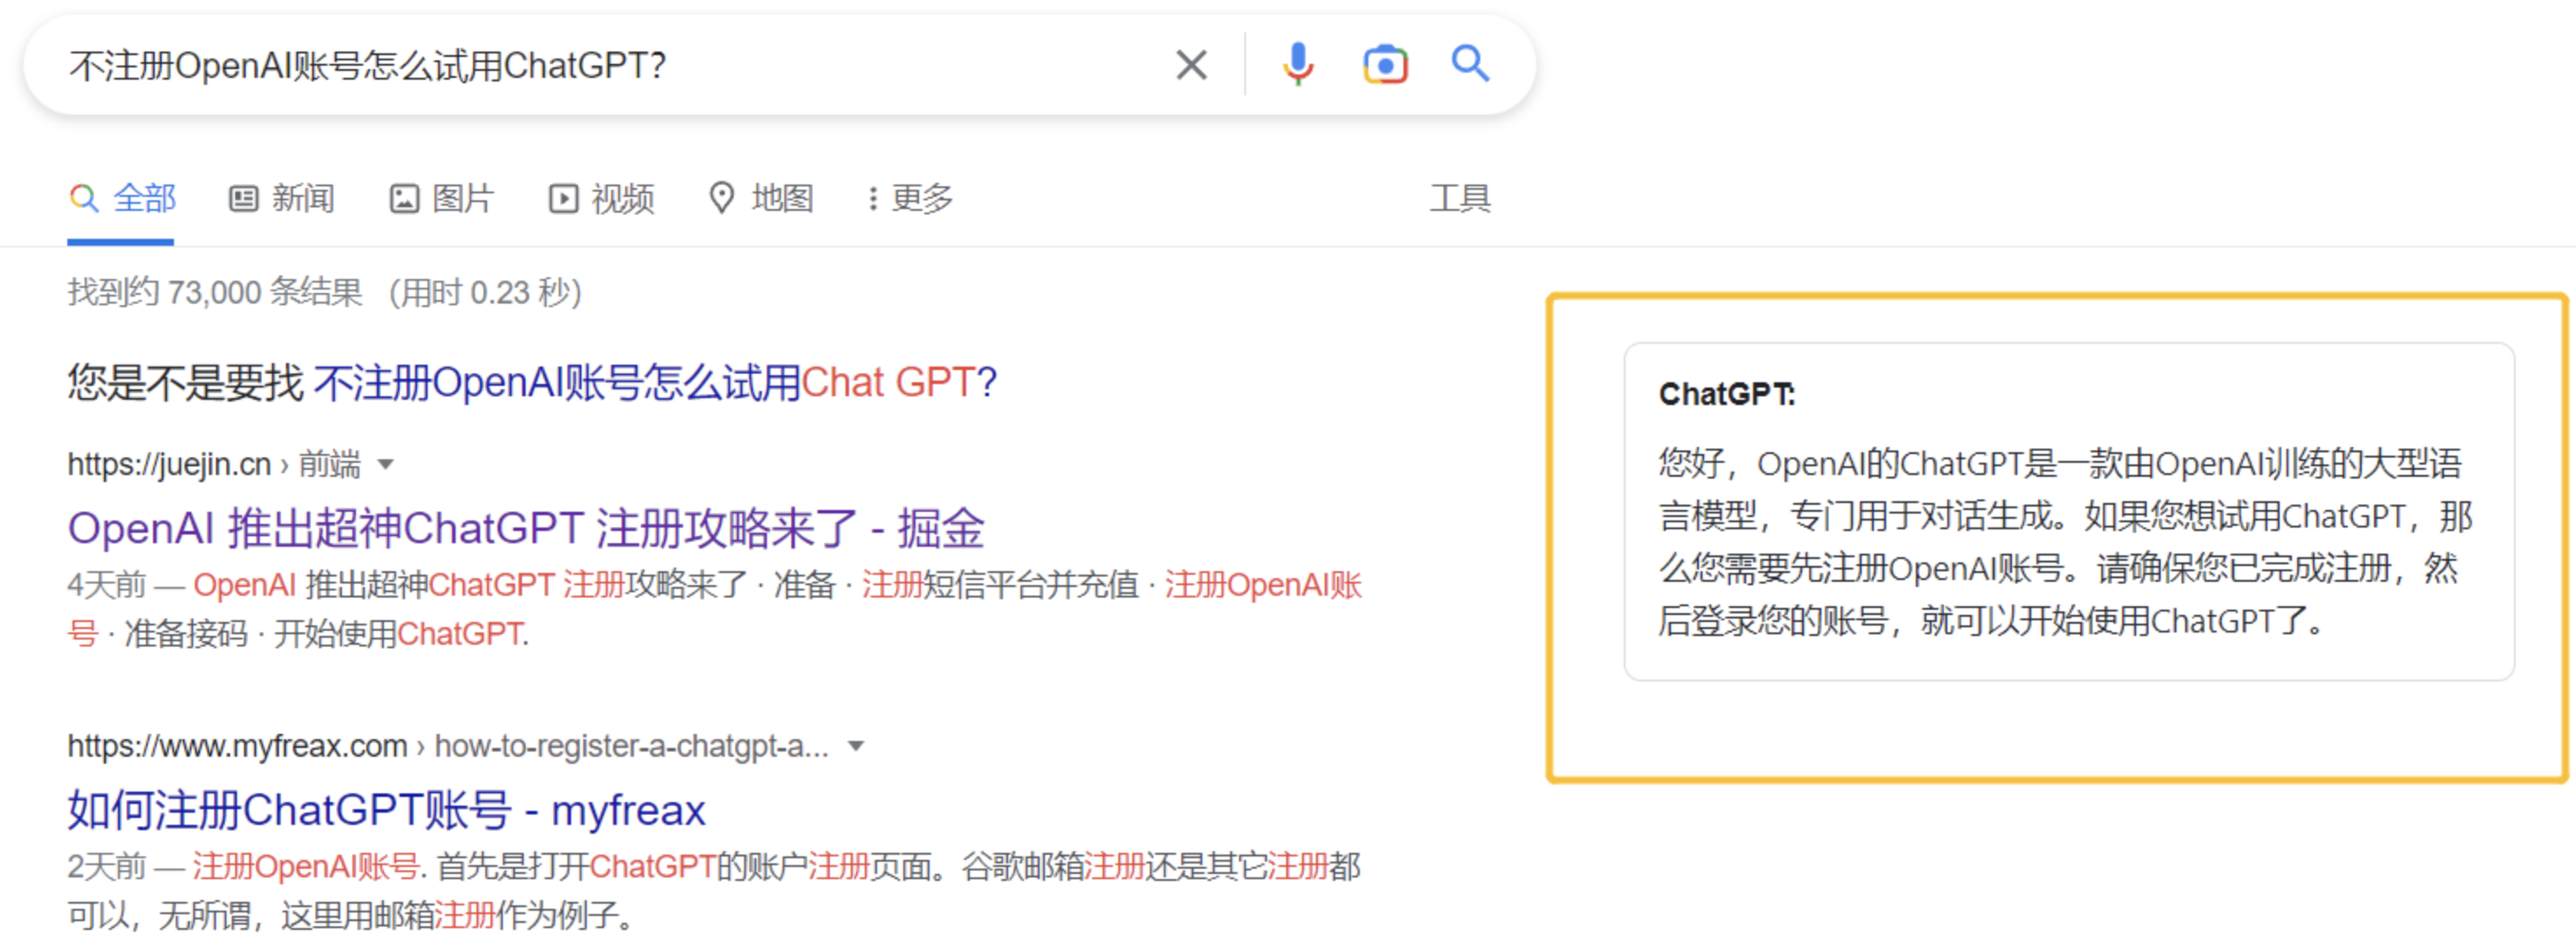 不注册OpenAI账号怎么试用ChatGPT?
全部 新闻 图片 视频 地图 更多 工具
找到约 73,000 条结果 （用时 0.23 秒）
您是不是要找 不注册OpenAI账号怎么试用Chat GPT?
https://juejin.cn › 前端
OpenAI 推出超神ChatGPT 注册攻略来了 - 掘金
4天前 — OpenAI 推出超神ChatGPT 注册攻略来了 · 准备 · 注册短信平台并充值 · 注册OpenAI账
号 · 准备接码 · 开始使用ChatGPT.
https://www.myfreax.com › how-to-register-a-chatgpt-a...
如何注册ChatGPT账号 - myfreax
2天前 — 注册OpenAI账号. 首先是打开ChatGPT的账户注册页面。谷歌邮箱注册还是其它注册都
可以，无所谓，这里用邮箱注册作为例子。
ChatGPT:
您好，OpenAI的ChatGPT是一款由OpenAI训练的大型语
言模型，专门用于对话生成。如果您想试用ChatGPT，那
么您需要先注册OpenAI账号。请确保您已完成注册，然
后登录您的账号，就可以开始使用ChatGPT了。